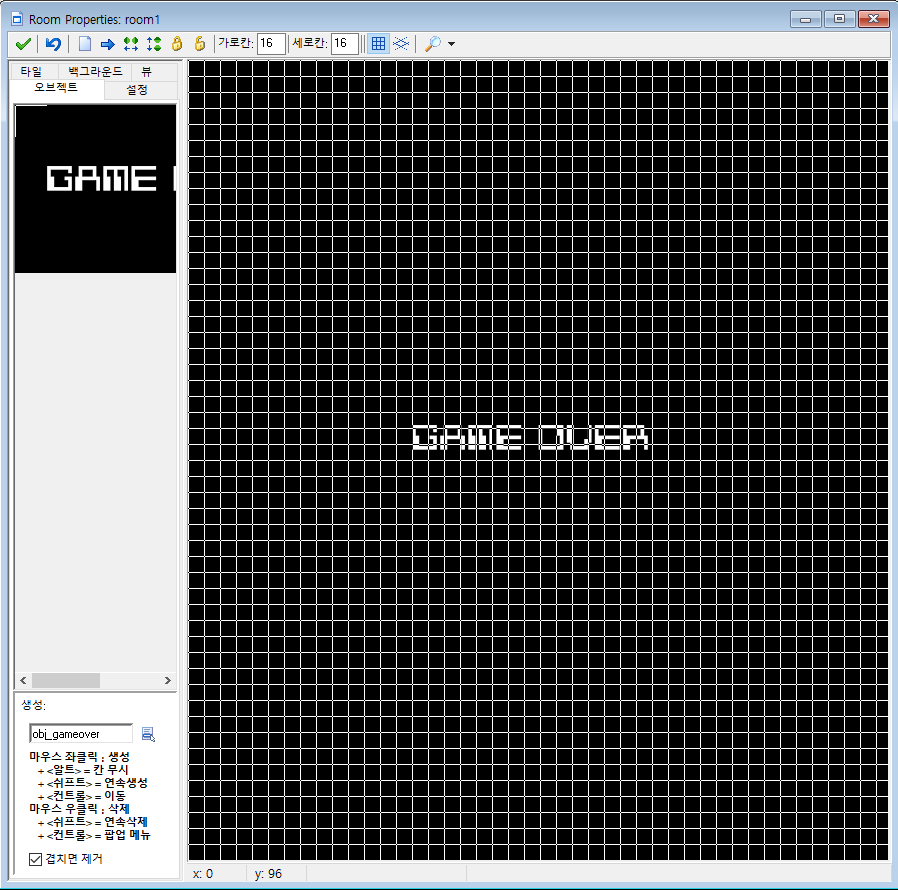 Room Properties: room1
가로칸: 16 세로칸: 16
타일 백그라운드 뷰
오브젝트 설정
GAME
GAME OVER
생성:
obj_gameover
마우스 좌클릭 : 생성
+ <알트> = 칸 무시
+ <쉬프트> = 연속생성
+ <컨트롤> = 이동
마우스 우클릭 : 삭제
+ <쉬프트> = 연속삭제
+ <컨트롤> = 팝업 메뉴
겹치면 제거
x: 0 y: 96